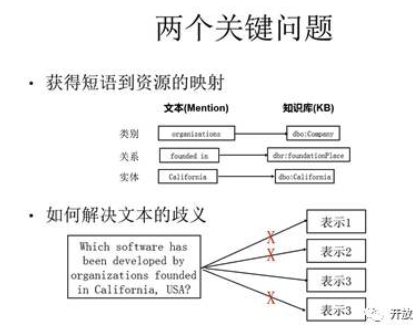 两个关键问题
• 获得短语到资源的映射
文本(Mention) 知识库(KB)
类别 organizations dbo:Company
关系 founded in dbr:foundationPlace
实体 California dbo:California
• 如何解决文本的歧义
Which software has
been developed by
organizations founded
in California, USA?
X
X
X
表示1
表示2
表示3
表示3
开放